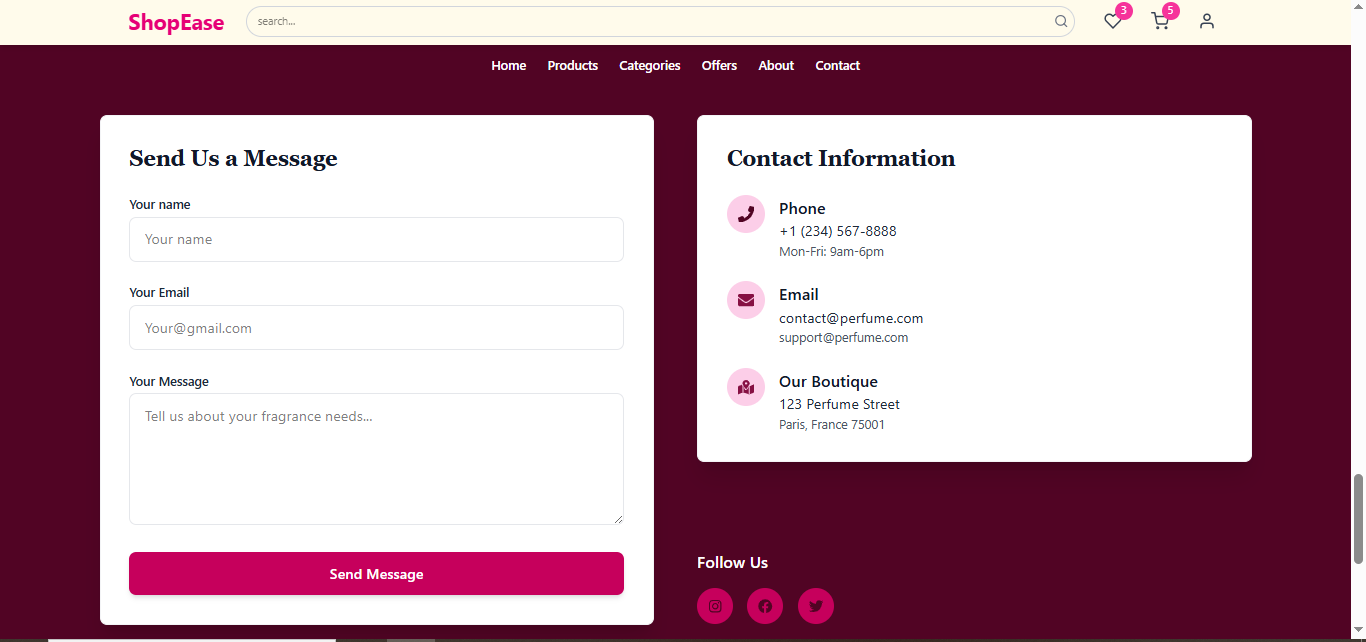 ShopEase
search...
3
5
Home Products Categories Offers About Contact
Send Us a Message
Your name
Your name
Your Email
Your@gmail.com
Your Message
Tell us about your fragrance needs...
Send Message
Contact Information
Phone
+1 (234) 567-8888
Mon-Fri: 9am-6pm
Email
contact@perfume.com
support@perfume.com
Our Boutique
123 Perfume Street
Paris, France 75001
Follow Us